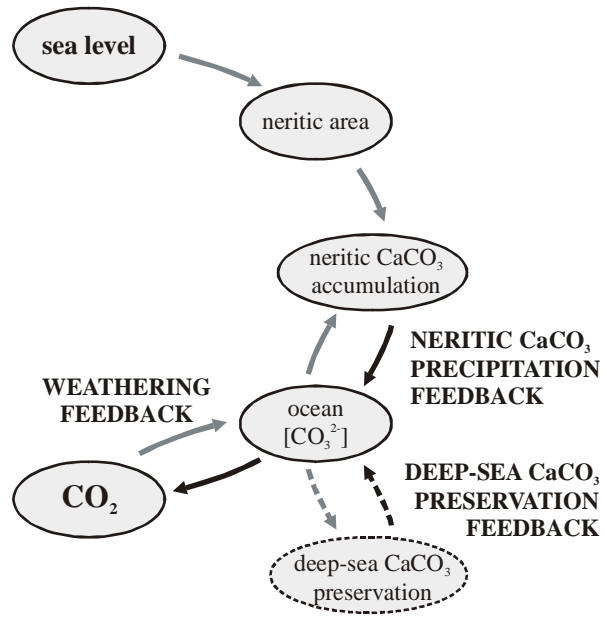 sea level
neritic area
neritic CaCO₃
accumulation
NERITIC CaCO₃
PRECIPITATION
FEEDBACK
WEATHERING
FEEDBACK
ocean
[CO₃²⁻]
CO₂
DEEP-SEA CaCO₃
PRESERVATION
FEEDBACK
deep-sea CaCO₃
preservation